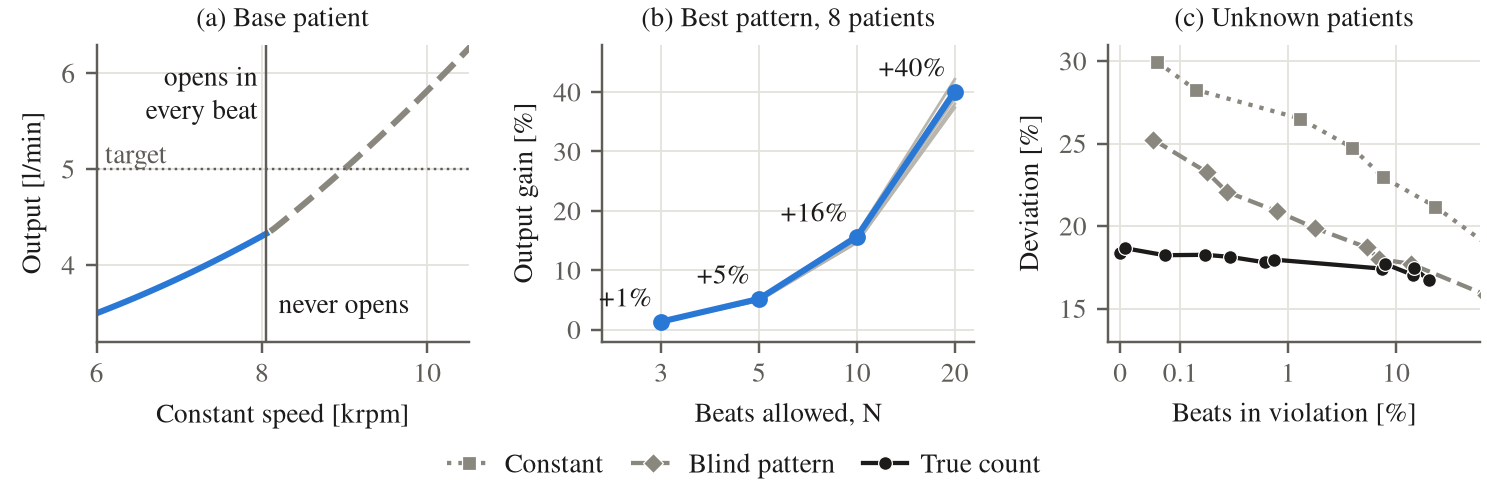 (a) Base patient
Output [l/min]
6
5
4
opens in
every beat
target
never opens
6 8 10
Constant speed [krpm]
(b) Best pattern, 8 patients
Output gain [%]
40
30
20
10
0
+1%
+5%
+16%
+40%
3 5 10 20
Beats allowed, N
(c) Unknown patients
Deviation [%]
30
25
20
15
0 0.1 1 10
Beats in violation [%]
Constant Blind pattern True count